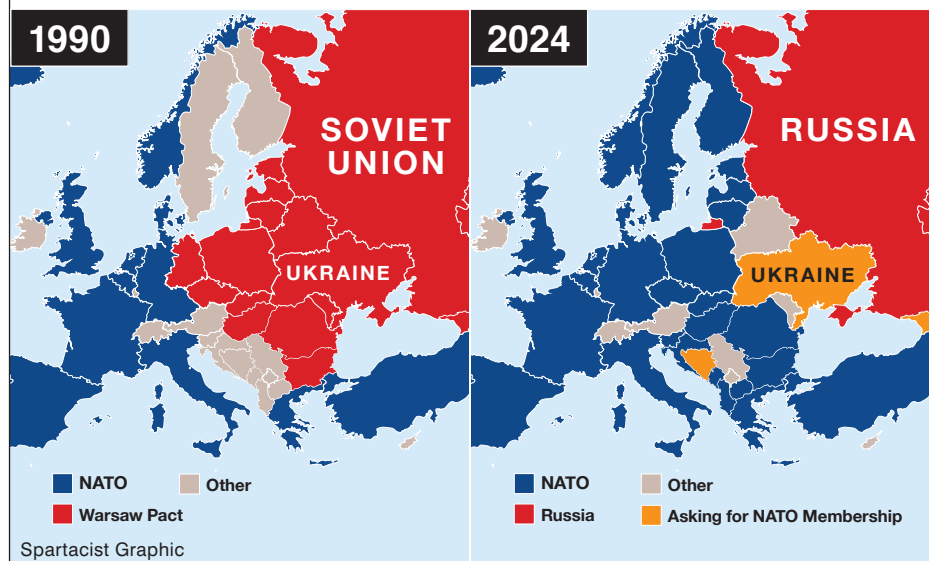 1990
SOVIET
UNION
UKRAINE
NATO
Other
Warsaw Pact
Spartacist Graphic
2024
RUSSIA
UKRAINE
NATO
Other
Russia
Asking for NATO Membership